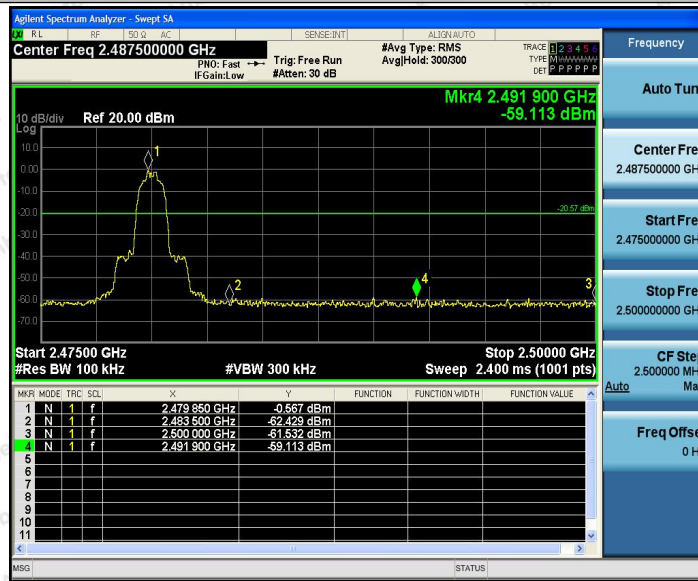 Agilent Spectrum Analyzer - Swept SA
LXI RL RF 50 Ω AC SENSE:INT ALIGN AUTO
Center Freq 2.487500000 GHz
PNO: Fast Trig: Free Run #Avg Type: RMS TRACE 1 2 3 4 5 6
IFGain:Low #Atten: 30 dB Avg|Hold: 300/300 TYPE M
DET P P P P P P
Mkr4 2.491 900 GHz
-59.113 dBm
10 dB/div Ref 20.00 dBm
Log
10.0
0.00
-10.0
-20.0
-30.0
-40.0
-50.0
-60.0
-70.0
1
-20.57 dBm
2
4
3
Start 2.47500 GHz Stop 2.50000 GHz
#Res BW 100 kHz #VBW 300 kHz Sweep 2.400 ms (1001 pts)
MKR MODE TRC SCL X Y FUNCTION FUNCTION WIDTH FUNCTION VALUE
1 N 1 f 2.479 850 GHz -0.567 dBm
2 N 1 f 2.483 500 GHz -62.429 dBm
3 N 1 f 2.500 000 GHz -61.532 dBm
4 N 1 f 2.491 900 GHz -59.113 dBm
5
6
7
8
9
10
11
MSG STATUS
Frequency
Auto Tun
Center Fre
2.487500000 GH
Start Fre
2.475000000 GH
Stop Fre
2.500000000 GH
CF Ste
2.500000 MH
Auto Ma
Freq Offse
0 H